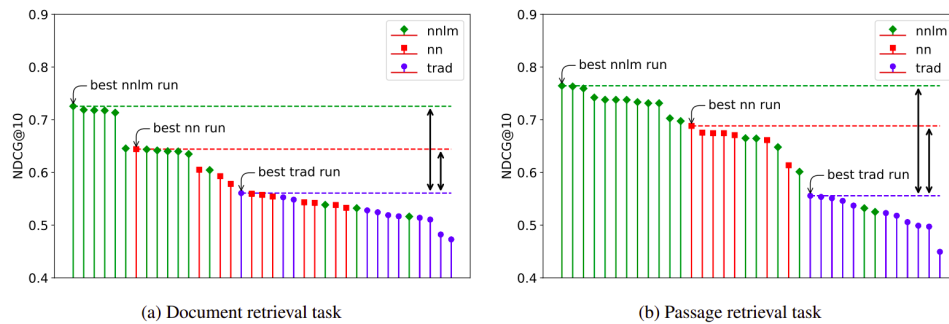 0.9
0.8
0.7
0.6
0.5
0.4
NDCG@10
nnlm
nn
trad
best nnlm run
best nn run
best trad run
(a) Document retrieval task
0.9
0.8
0.7
0.6
0.5
0.4
NDCG@10
nnlm
nn
trad
best nnlm run
best nn run
best trad run
(b) Passage retrieval task